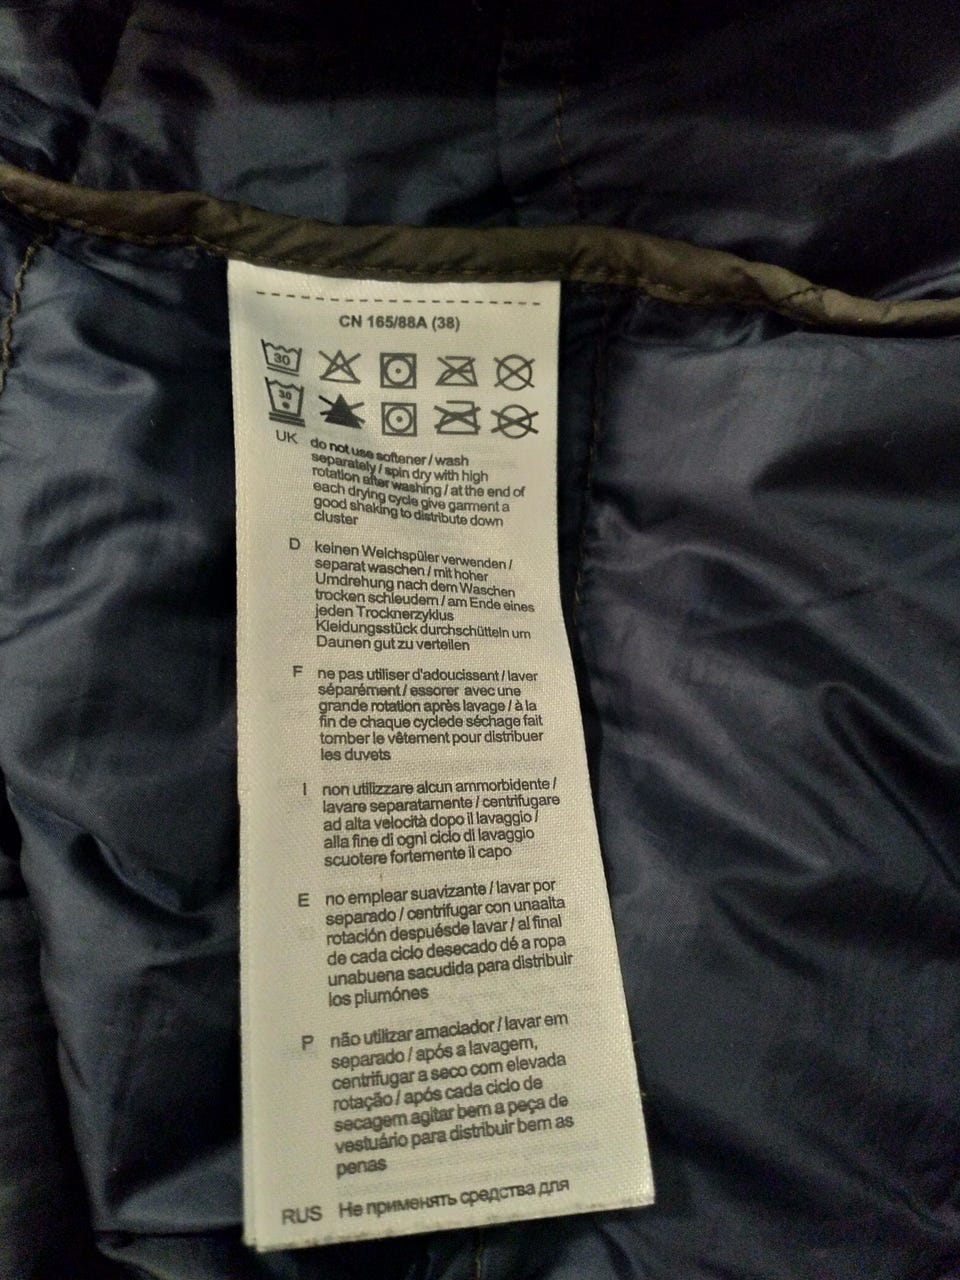 CN 165/88A (38)
30
30
UK do not use softener / wash
separately / spin dry with high
rotation after washing / at the end of
each drying cycle give garment a
good shaking to distribute down
cluster
D keinen Weichspüler verwenden /
separat waschen / mit hoher
Umdrehung nach dem Waschen
trocken schleudern / am Ende eines
jeden Trocknerzyklus
Kleidungsstück durchschütteln um
Daunen gut zu verteilen
F ne pas utiliser d'adoucissant / laver
séparément / essorer avec une
grande rotation après lavage / à la
fin de chaque cyclede séchage fait
tomber le vêtement pour distribuer
les duvets
I non utilizzare alcun ammorbidente /
lavare separatamente / centrifugare
ad alta velocità dopo il lavaggio /
alla fine di ogni ciclo di lavaggio
scuotere fortemente il capo
E no emplear suavizante / lavar por
separado / centrifugar con unaalta
rotación despuésde lavar / al final
de cada ciclo desecado dé a ropa
unabuena sacudida para distribuir
los plumónes
P não utilizar amaciador / lavar em
separado / após a lavagem,
centrifugar a seco com elevada
rotação / após cada ciclo de
secagem agitar bem a peça de
vestuário para distribuir bem as
penas
RUS Не применять средства для